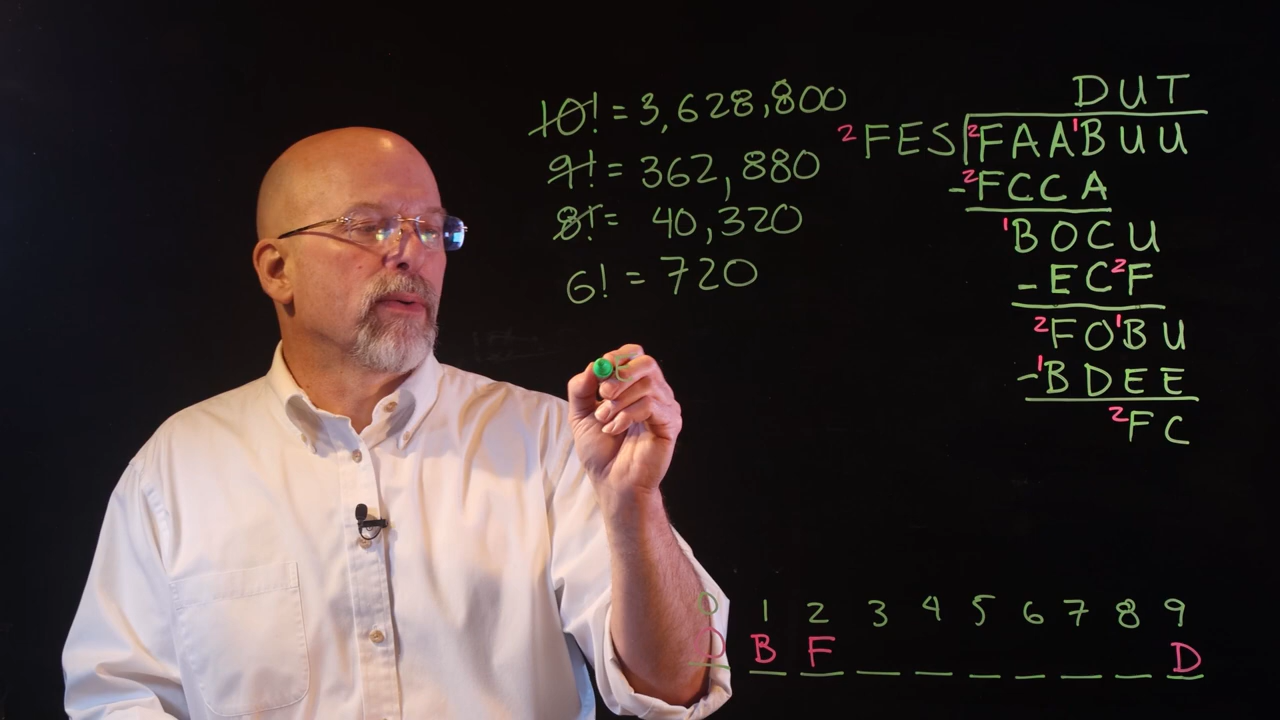 10! = 3,628,800
9! = 362,880
8! = 40,320
6! = 720
DUT
2FES 2FAA1BUU
-2FCCA
1BOCU
-EC2F
2FO1BU
-1BDEE
2FC
0 1 2 3 4 5 6 7 8 9
B F D